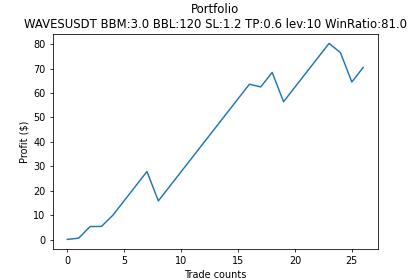 Portfolio
WAVESUSDT BBM:3.0 BBL:120 SL:1.2 TP:0.6 lev:10 WinRatio:81.0
80
70
60
50
40
30
20
10
0
Profit ($)
0 5 10 15 20 25
Trade counts